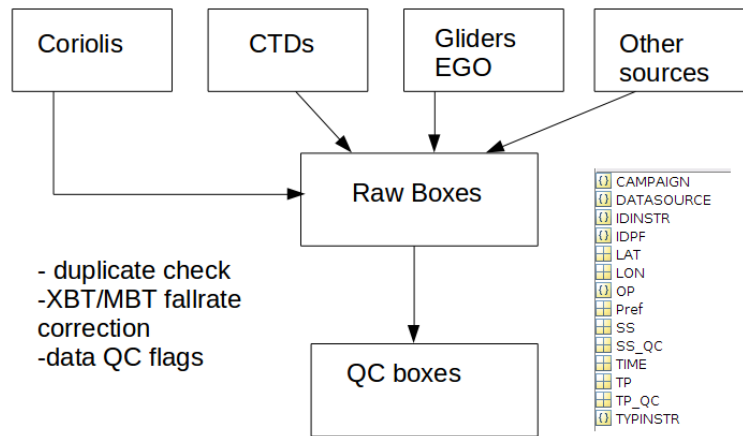 Coriolis
CTDs
Gliders
EGO
Other
sources
Raw Boxes
- duplicate check
-XBT/MBT fallrate
correction
-data QC flags
QC boxes
{} CAMPAIGN
{} DATASOURCE
{} IDINSTR
{} IDPF
LAT
LON
{} OP
Pref
SS
SS_QC
TIME
TP
TP_QC
{} TYPINSTR